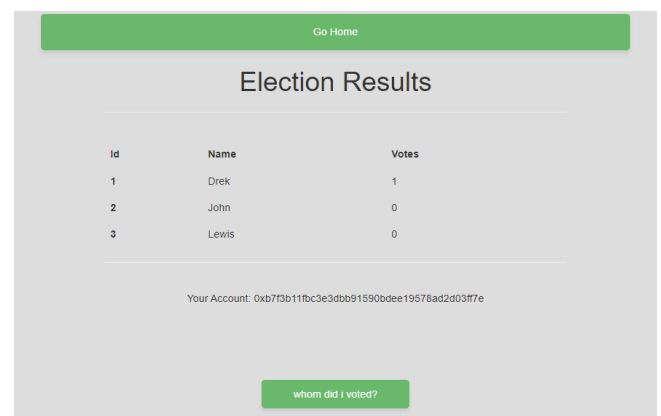 Go Home
Election Results
Id Name Votes
1 Drek 1
2 John 0
3 Lewis 0
Your Account: 0xb7f3b11fbc3e3dbb91590bdee19578ad2d03ff7e
whom did i voted?